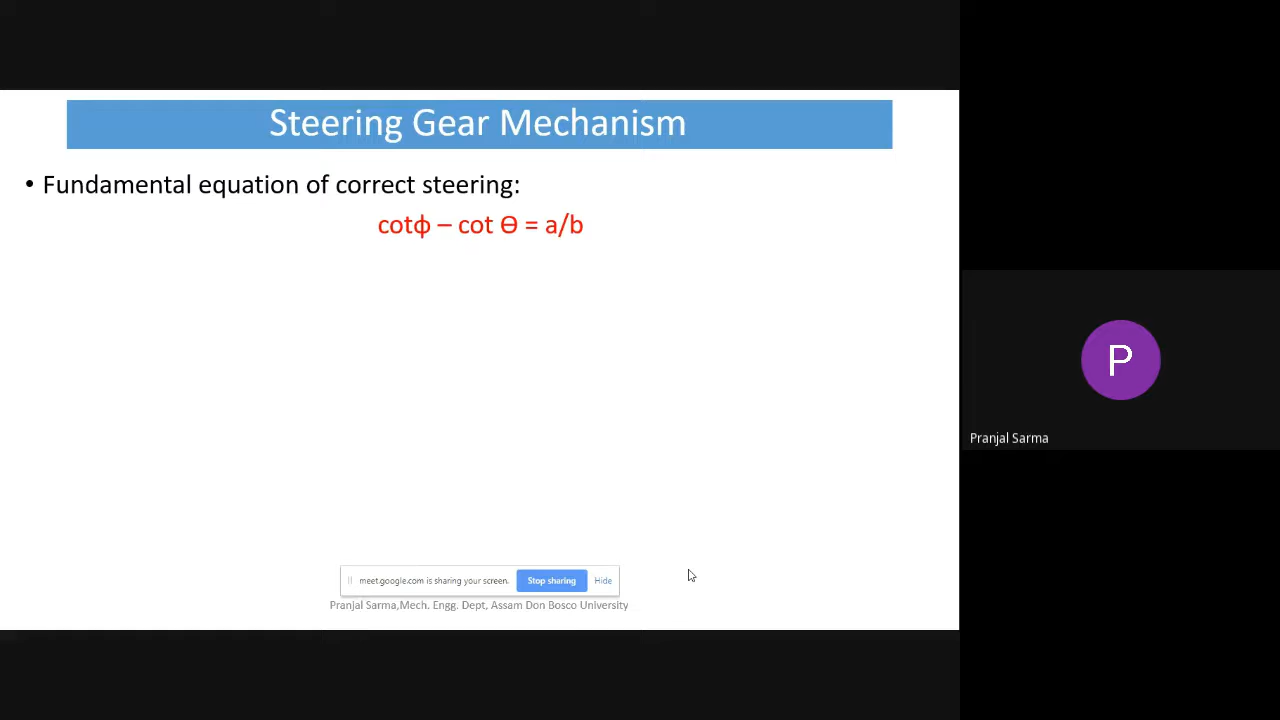 Steering Gear Mechanism
• Fundamental equation of correct steering:
cotϕ – cot Ɵ = a/b
P
Pranjal Sarma
meet.google.com is sharing your screen. Stop sharing Hide
Pranjal Sarma,Mech. Engg. Dept, Assam Don Bosco University